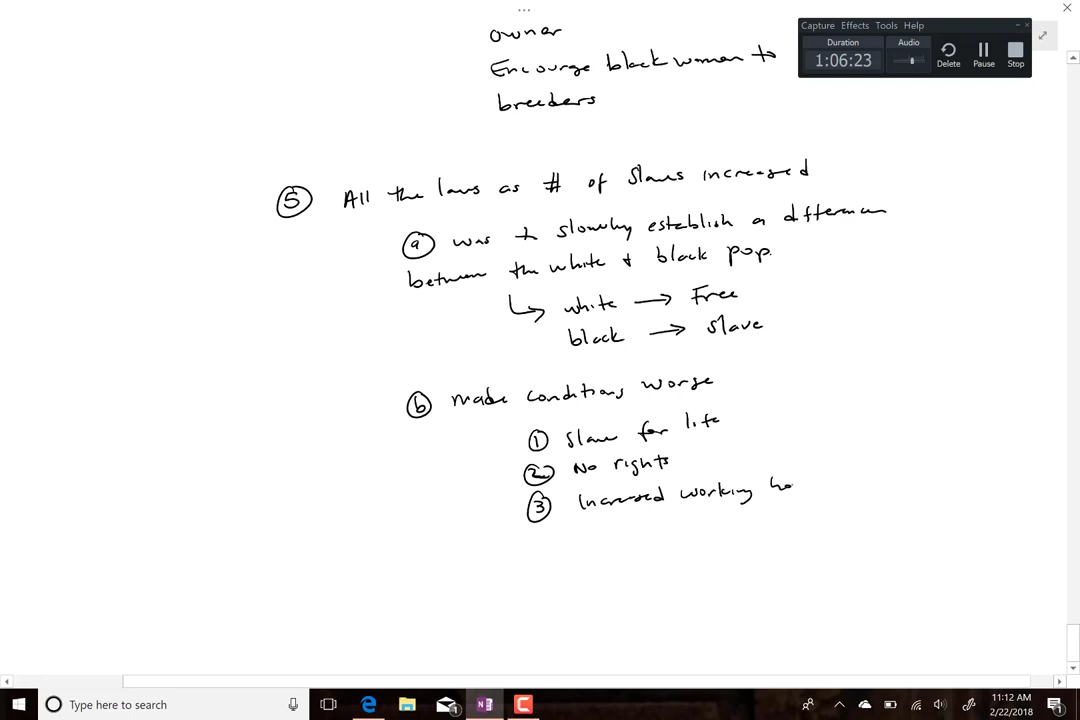 ...
owner
Encourge black women to
breeders
Capture Effects Tools Help
Duration
Audio
1:06:23
Delete Pause Stop
5 All the laws as # of Slaves increased
a was to slowly establish a difference
between the white & black pop.
white → Free
black → slave
b Made conditions worse
1 Slave for life
2 No rights
3 Increased working ho
Type here to search
11:12 AM
2/22/2018